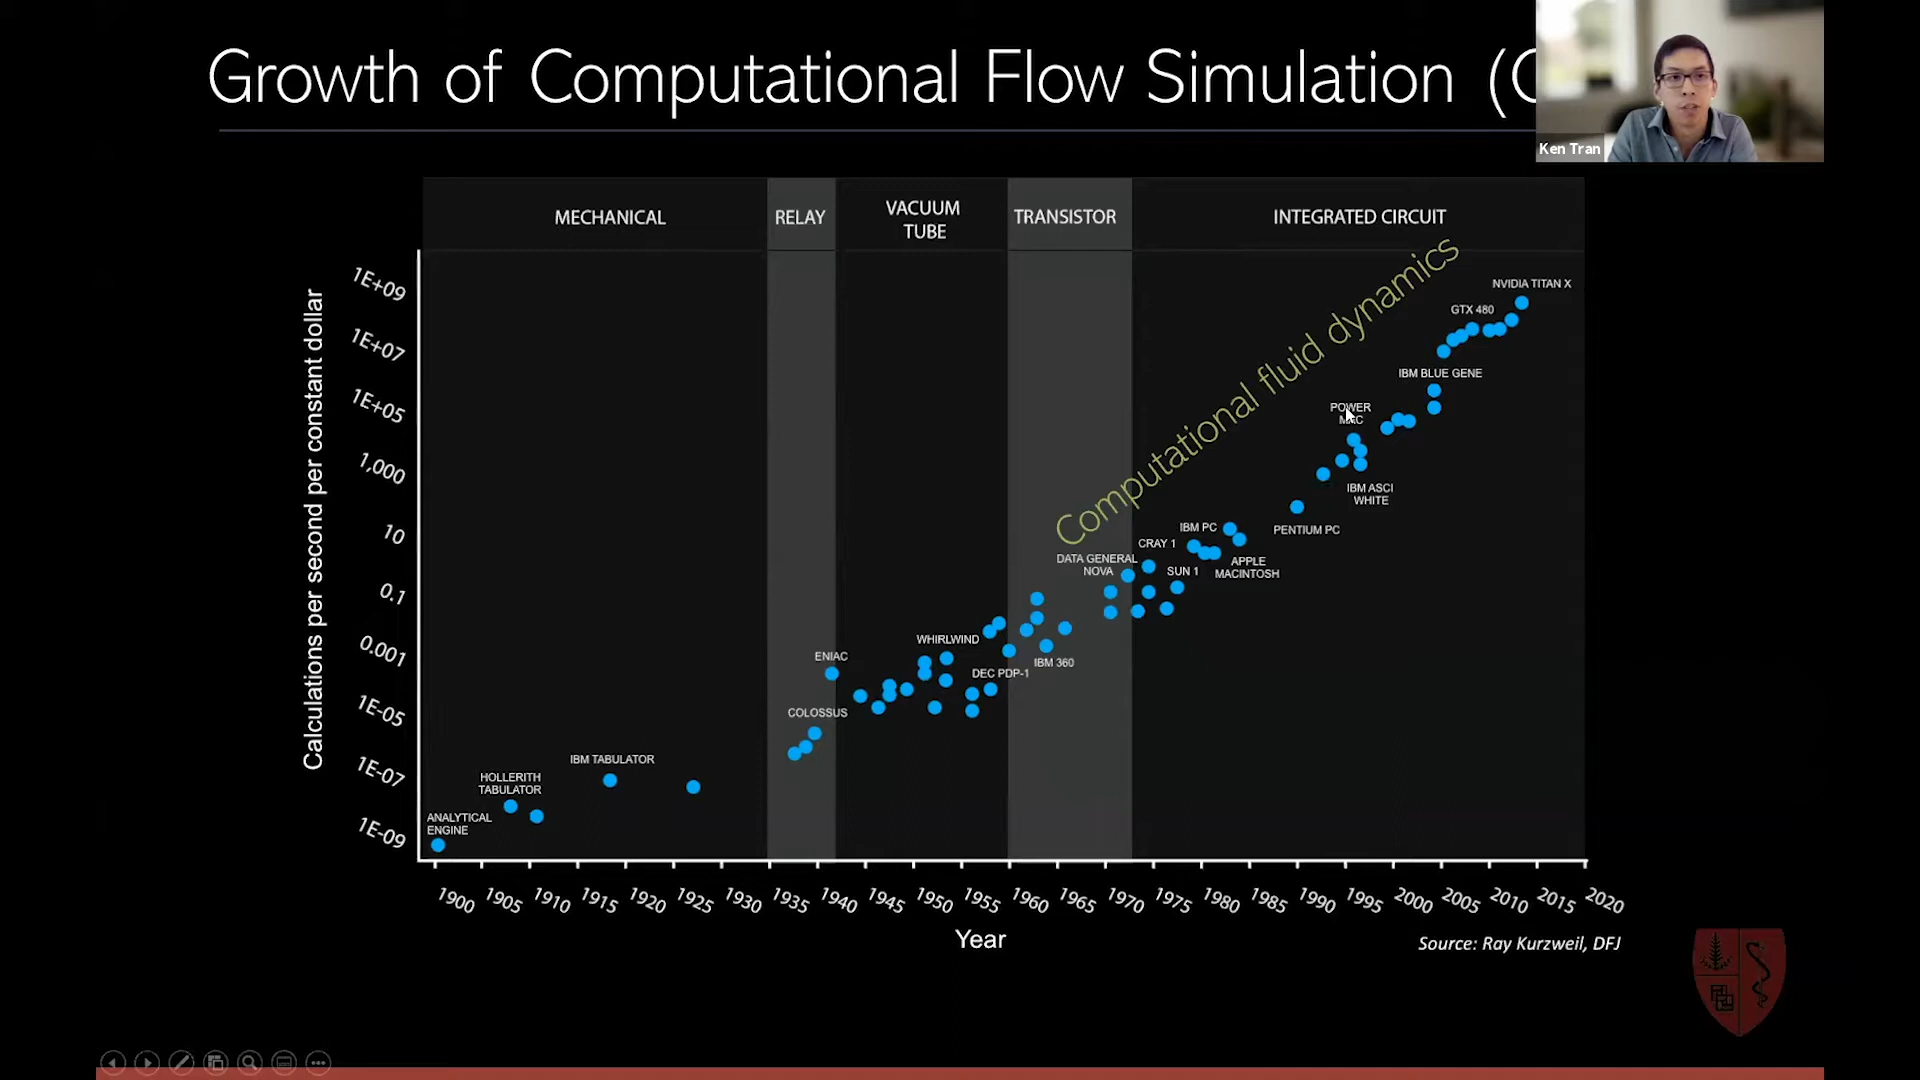 Growth of Computational Flow Simulation (
Ken Tran
MECHANICAL
RELAY
VACUUM
TUBE
TRANSISTOR
INTEGRATED CIRCUIT
Calculations per second per constant dollar
1E+09
1E+07
1E+05
1,000
10
0.1
0.001
1E-05
1E-07
1E-09
Computational fluid dynamics
NVIDIA TITAN X
GTX 480
IBM BLUE GENE
POWER
MAC
IBM ASCI
WHITE
PENTIUM PC
IBM PC
CRAY 1
APPLE
MACINTOSH
SUN 1
DATA GENERAL
NOVA
WHIRLWIND
ENIAC
IBM 360
DEC PDP-1
COLOSSUS
IBM TABULATOR
HOLLERITH
TABULATOR
ANALYTICAL
ENGINE
1900 1905 1910 1915 1920 1925 1930 1935 1940 1945 1950 1955 1960 1965 1970 1975 1980 1985 1990 1995 2000 2005 2010 2015 2020
Year
Source: Ray Kurzweil, DFJ